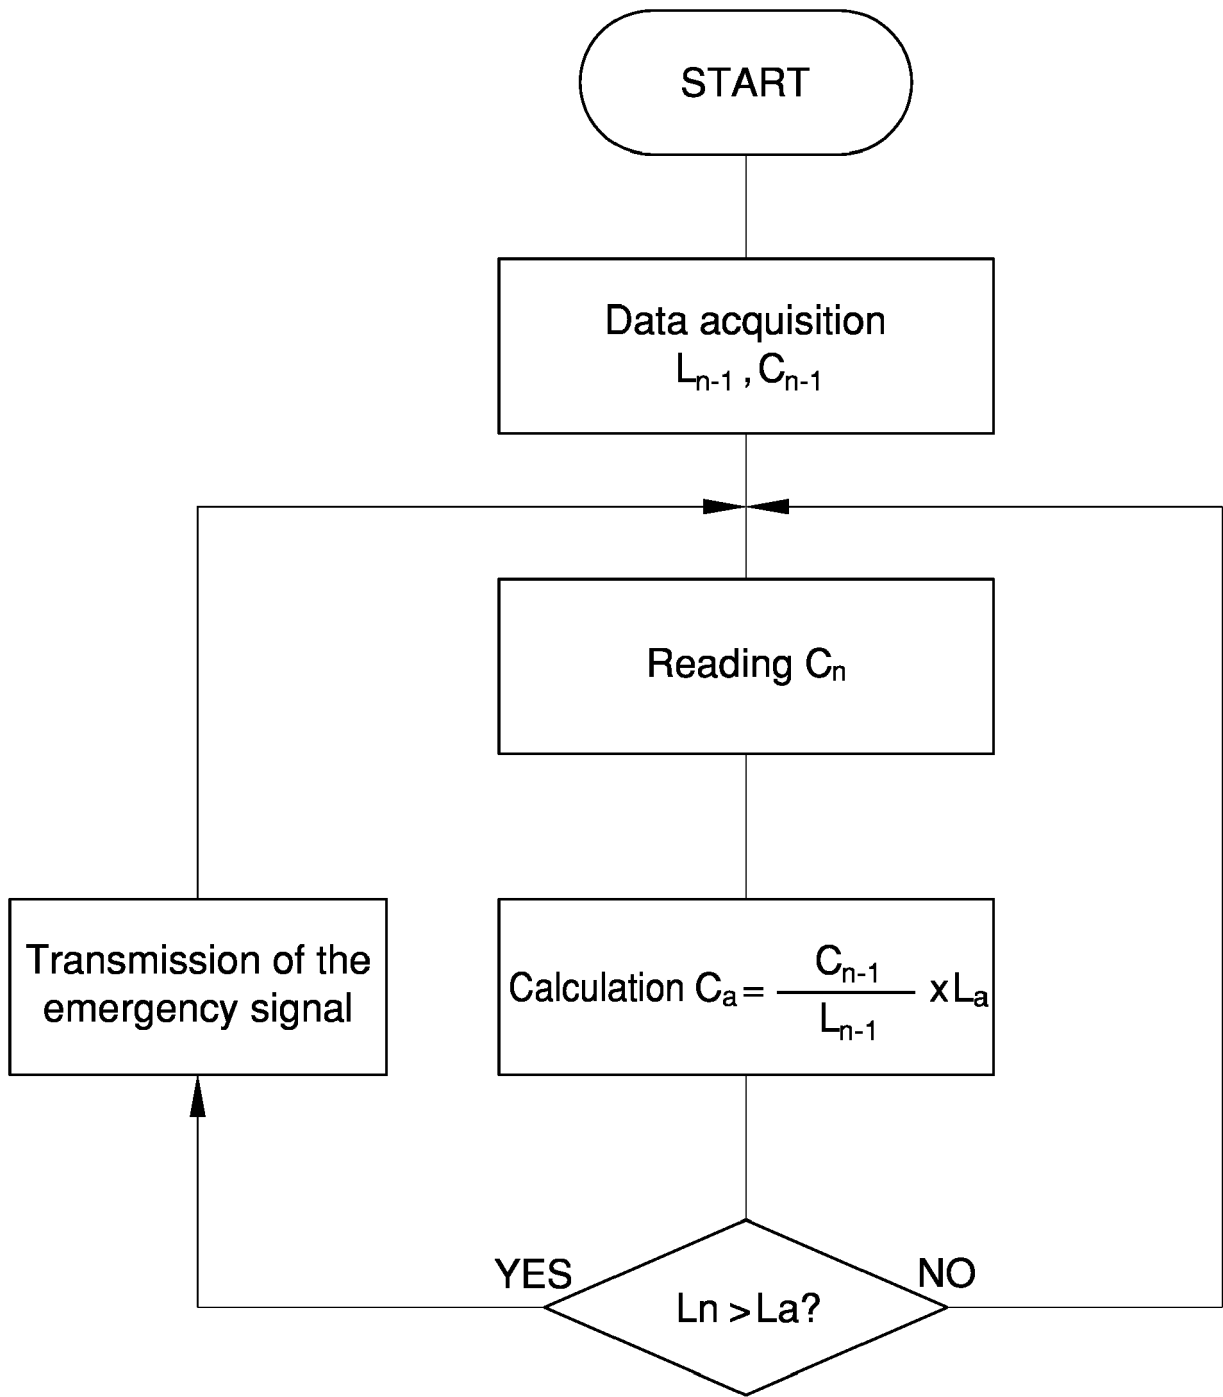 START
Data acquisition
Lₙ₋₁ , Cₙ₋₁
Reading Cₙ
Transmission of the
emergency signal
Calculation Cₐ = Cₙ₋₁ / Lₙ₋₁ x Lₐ
YES
NO
Ln > La?